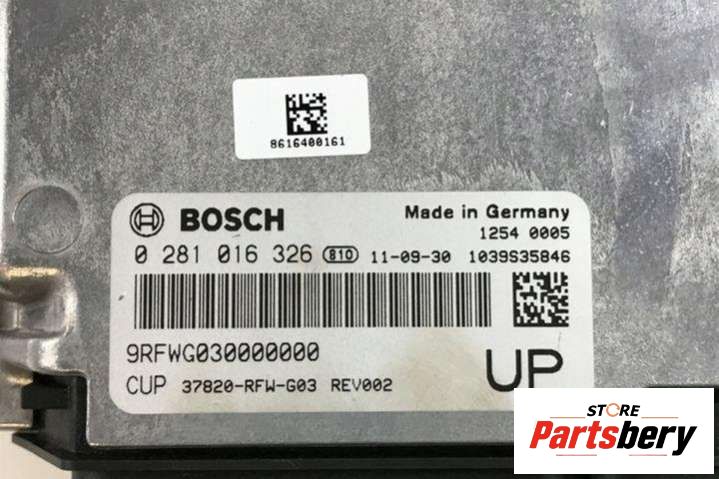 8616400161
BOSCH
Made in Germany
1254 0005
0 281 016 326 810 11-09-30 1039S35846
9RFWG030000000
CUP 37820-RFW-G03 REV002
UP
STORE
Partsbery